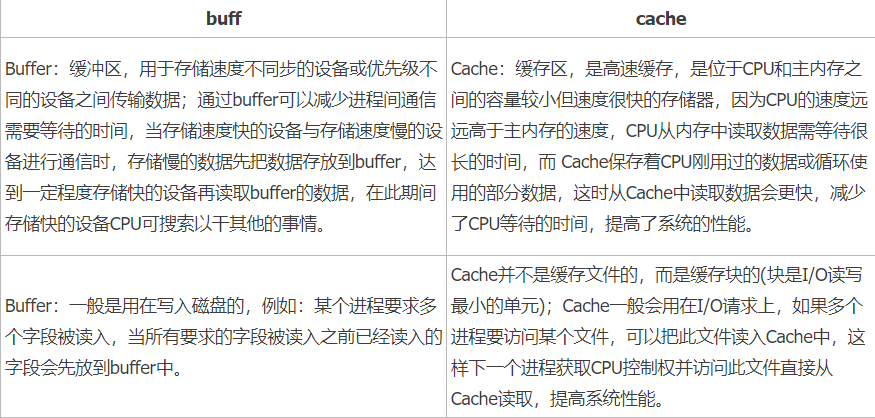 buff
cache
Buffer：缓冲区，用于存储速度不同步的设备或优先级不
同的设备之间传输数据；通过buffer可以减少进程间通信
需要等待的时间，当存储速度快的设备与存储速度慢的设
备进行通信时，存储慢的数据先把数据存放到buffer，达
到一定程度存储快的设备再读取buffer的数据，在此期间
存储快的设备CPU可搜索以干其他的事情。
Cache：缓存区，是高速缓存，是位于CPU和主内存之
间的容量较小但速度很快的存储器，因为CPU的速度远
远高于主内存的速度，CPU从内存中读取数据需等待很
长的时间，而 Cache保存着CPU刚用过的数据或循环使
用的部分数据，这时从Cache中读取数据会更快，减少
了CPU等待的时间，提高了系统的性能。
Buffer：一般是用在写入磁盘的，例如：某个进程要求多
个字段被读入，当所有要求的字段被读入之前已经读入的
字段会先放到buffer中。
Cache并不是缓存文件的，而是缓存块的(块是I/O读写
最小的单元)；Cache一般会用在I/O请求上，如果多个
进程要访问某个文件，可以把此文件读入Cache中，这
样下一个进程获取CPU控制权并访问此文件直接从
Cache读取，提高系统性能。